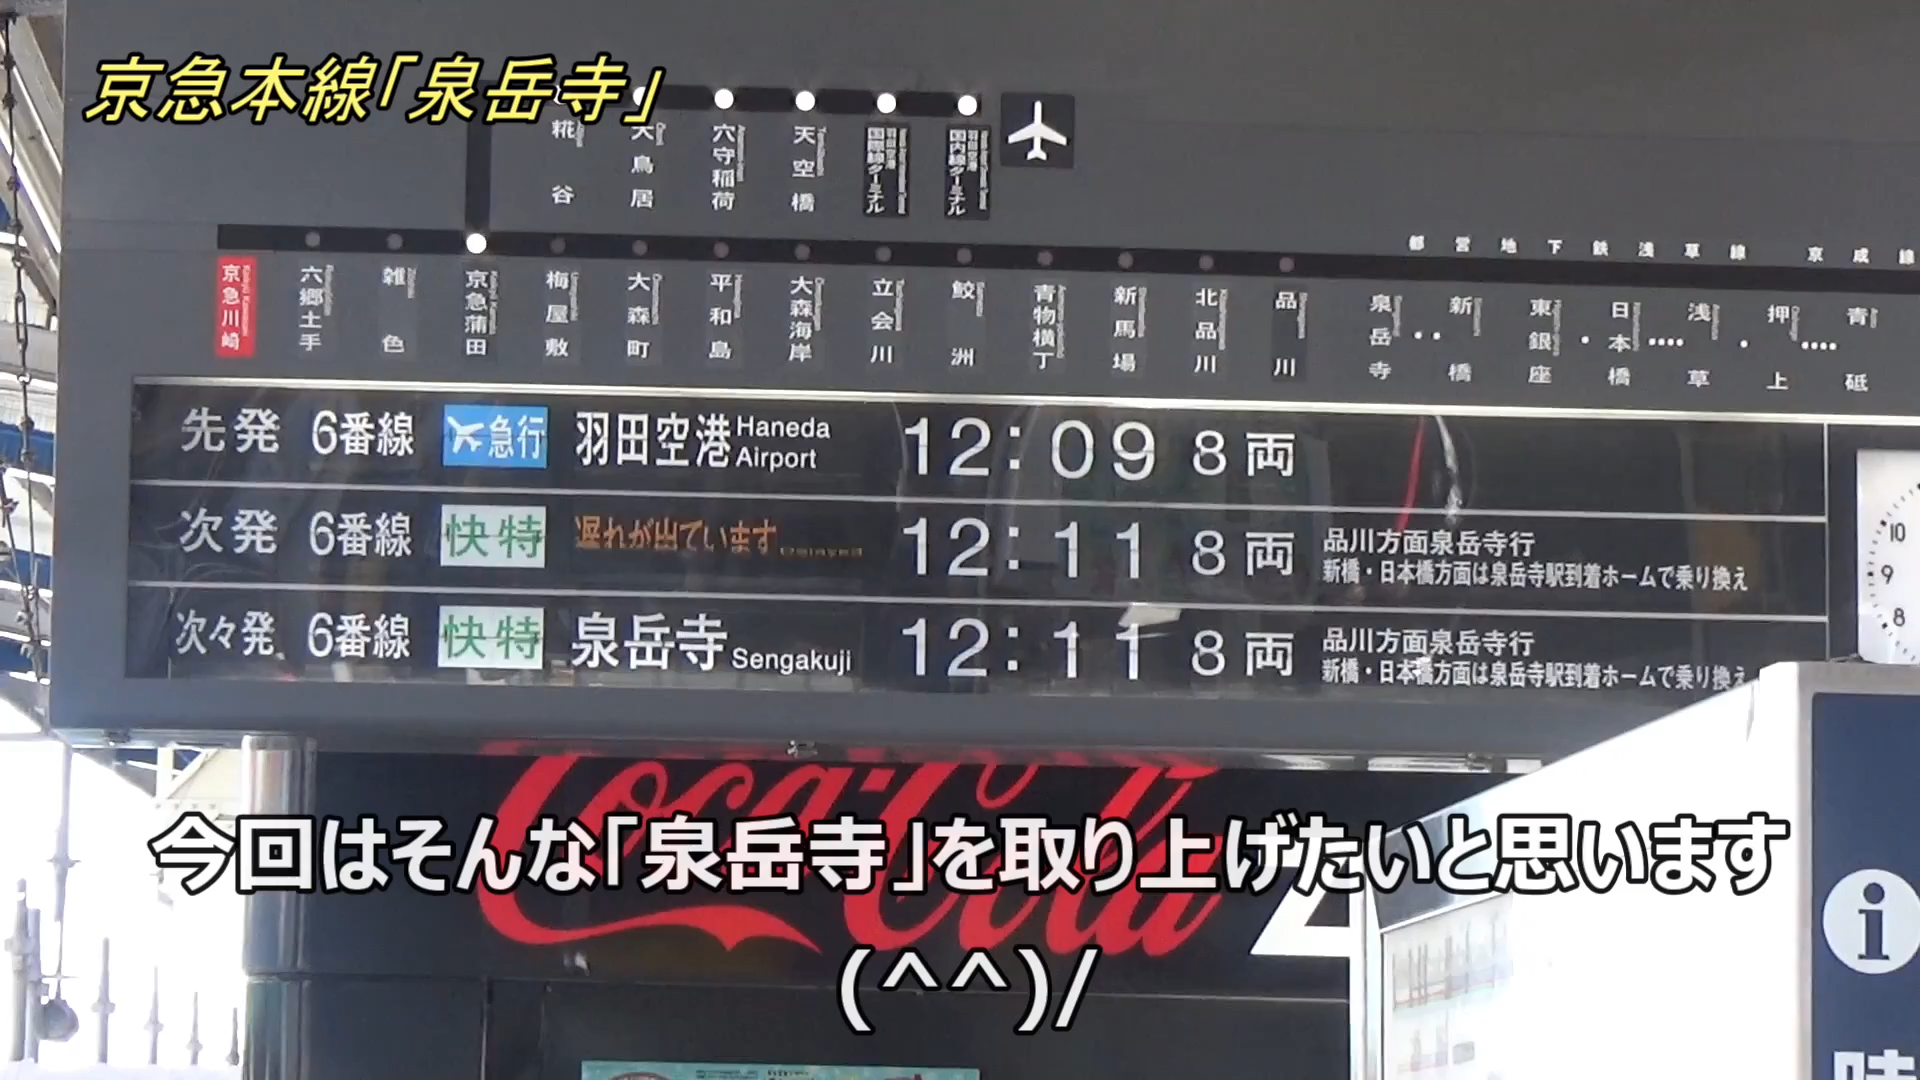 京急本線「泉岳寺」
糀谷
大鳥居
穴守稲荷
天空橋
羽田空港国際線ターミナル
羽田空港国内線ターミナル
都営地下鉄浅草線
京成線
京急川崎
六郷土手
雑色
京急蒲田
梅屋敷
大森町
平和島
大森海岸
立会川
鮫洲
青物横丁
新馬場
北品川
品川
泉岳寺
新橋
東銀座
日本橋
浅草
押上
青砥
先発 6番線 急行 羽田空港 Haneda Airport 12:09 8両
次発 6番線 快特 遅れが出ています 12:11 8両 品川方面泉岳寺行
新橋・日本橋方面は泉岳寺駅到着ホームで乗り換え
次々発 6番線 快特 泉岳寺 Sengakuji 12:11 8両 品川方面泉岳寺行
新橋・日本橋方面は泉岳寺駅到着ホームで乗り換え
10
9
8
Coca-Cola
今回はそんな「泉岳寺」を取り上げたいと思います
(^^)/
i
時